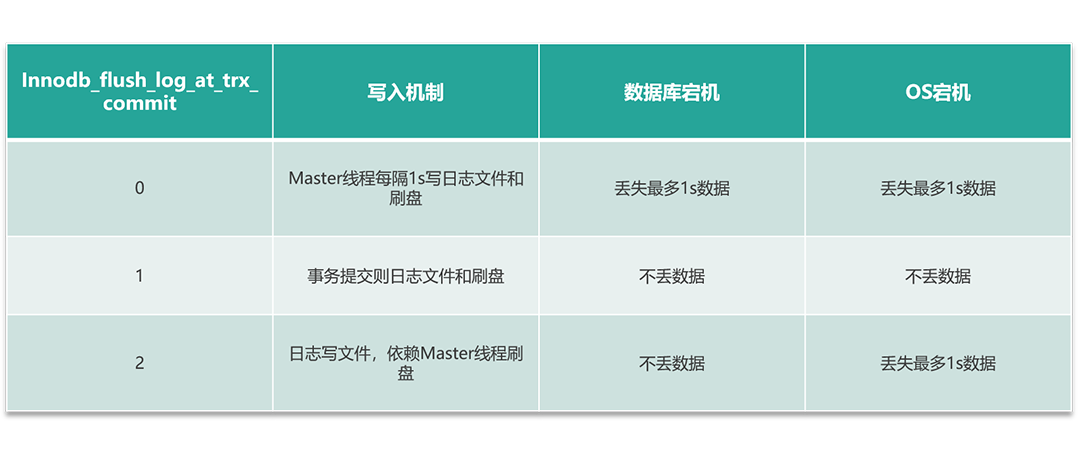 Innodb_flush_log_at_trx_
commit
写入机制
数据库宕机
OS宕机
0
Master线程每隔1s写日志文件和
刷盘
丢失最多1s数据
丢失最多1s数据
1
事务提交则日志文件和刷盘
不丢数据
不丢数据
2
日志写文件，依赖Master线程刷
盘
不丢数据
丢失最多1s数据